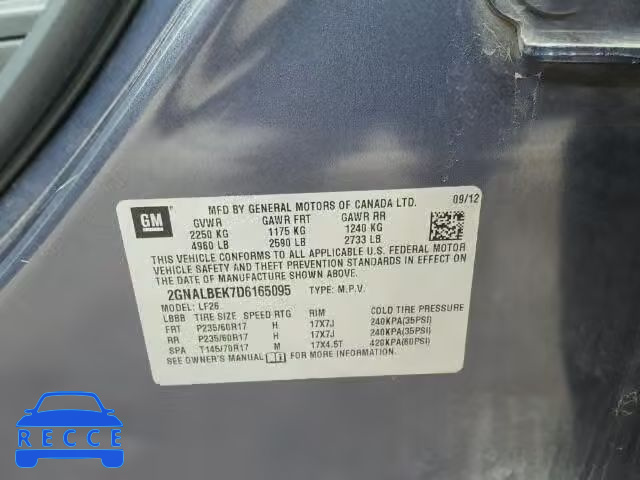 GM
MFD BY GENERAL MOTORS OF CANADA LTD. 09/12
GVWR GAWR FRT GAWR RR
2250 KG 1175 KG 1240 KG
4960 LB 2590 LB 2733 LB
THIS VEHICLE CONFORMS TO ALL APPLICABLE U.S. FEDERAL MOTOR
VEHICLE SAFETY AND THEFT PREVENTION STANDARDS IN EFFECT ON
THE DATE OF MANUFACTURE SHOWN ABOVE.
2GNALBEK7D6165095 TYPE: M.P.V.
MODEL: LF26
LBBB TIRE SIZE SPEED RTG RIM COLD TIRE PRESSURE
FRT P235/60R17 H 17X7J 240KPA(35PSI)
RR P235/60R17 H 17X7J 240KPA(35PSI)
SPA T145/70R17 M 17X4.5T 420KPA(60PSI)
SEE OWNER'S MANUAL FOR MORE INFORMATION.
RECCE